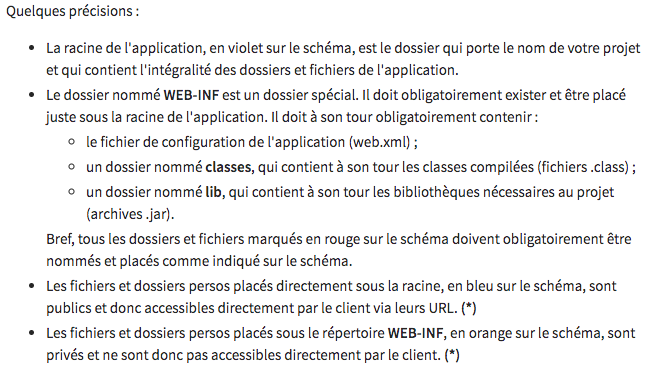 Quelques précisions :
• La racine de l'application, en violet sur le schéma, est le dossier qui porte le nom de votre projet
et qui contient l'intégralité des dossiers et fichiers de l'application.
• Le dossier nommé WEB-INF est un dossier spécial. Il doit obligatoirement exister et être placé
juste sous la racine de l'application. Il doit à son tour obligatoirement contenir :
◦ le fichier de configuration de l'application (web.xml) ;
◦ un dossier nommé classes, qui contient à son tour les classes compilées (fichiers .class) ;
◦ un dossier nommé lib, qui contient à son tour les bibliothèques nécessaires au projet
(archives .jar).
Bref, tous les dossiers et fichiers marqués en rouge sur le schéma doivent obligatoirement être
nommés et placés comme indiqué sur le schéma.
• Les fichiers et dossiers persos placés directement sous la racine, en bleu sur le schéma, sont
publics et donc accessibles directement par le client via leurs URL. (*)
• Les fichiers et dossiers persos placés sous le répertoire WEB-INF, en orange sur le schéma, sont
privés et ne sont donc pas accessibles directement par le client. (*)